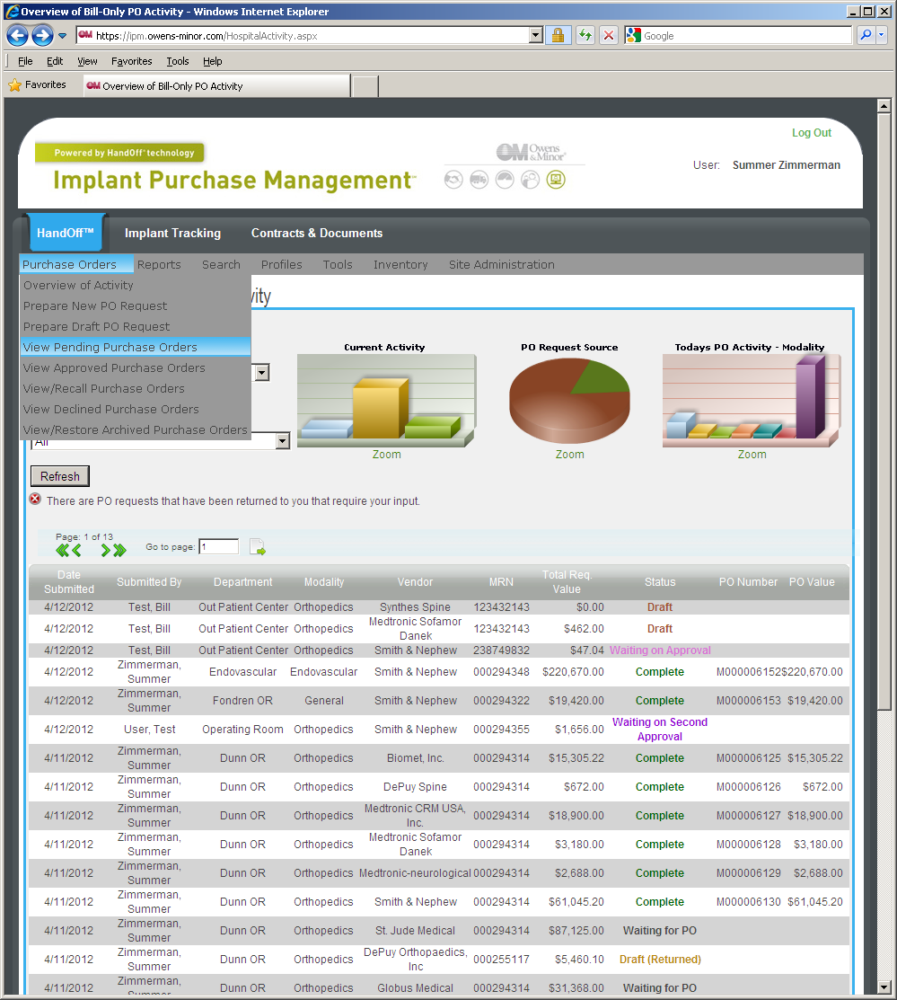 Overview of Bill-Only PO Activity - Windows Internet Explorer
https://ipm.owens-minor.com/HospitalActivity.aspx
Google
File Edit View Favorites Tools Help
Favorites
OM Overview of Bill-Only PO Activity
Log Out
Powered by HandOff® technology
OM Owens & Minor®
User: Summer Zimmerman
Implant Purchase Management™
HandOff™ Implant Tracking Contracts & Documents
Purchase Orders Reports Search Profiles Tools Inventory Site Administration
Overview of Activity
Prepare New PO Request
Prepare Draft PO Request
View Pending Purchase Orders
View Approved Purchase Orders
View/Recall Purchase Orders
View Declined Purchase Orders
View/Restore Archived Purchase Orders
All
Current Activity PO Request Source Todays PO Activity - Modality
Zoom Zoom Zoom
Refresh
There are PO requests that have been returned to you that require your input.
Page: 1 of 13
Go to page: 1
Date Submitted Submitted By Department Modality Vendor MRN Total Req. Value Status PO Number PO Value
4/12/2012 Test, Bill Out Patient Center Orthopedics Synthes Spine 123432143 $0.00 Draft
4/12/2012 Test, Bill Out Patient Center Orthopedics Medtronic Sofamor Danek 123432143 $462.00 Draft
4/12/2012 Test, Bill Out Patient Center Orthopedics Smith & Nephew 238749832 $47.04 Waiting on Approval
4/12/2012 Zimmerman, Summer Endovascular Endovascular Smith & Nephew 000294348 $220,670.00 Complete M000006152 $220,670.00
4/12/2012 Zimmerman, Summer Fondren OR General Smith & Nephew 000294322 $19,420.00 Complete M000006153 $19,420.00
4/12/2012 User, Test Operating Room Orthopedics Smith & Nephew 000294355 $1,656.00 Waiting on Second Approval
4/11/2012 Zimmerman, Summer Dunn OR Orthopedics Biomet, Inc. 000294314 $15,305.22 Complete M000006125 $15,305.22
4/11/2012 Zimmerman, Summer Dunn OR Orthopedics DePuy Spine 000294314 $672.00 Complete M000006126 $672.00
4/11/2012 Zimmerman, Summer Dunn OR Orthopedics Medtronic CRM USA, Inc. 000294314 $18,900.00 Complete M000006127 $18,900.00
4/11/2012 Zimmerman, Summer Dunn OR Orthopedics Medtronic Sofamor Danek 000294314 $3,180.00 Complete M000006128 $3,180.00
4/11/2012 Zimmerman, Summer Dunn OR Orthopedics Medtronic-neurological 000294314 $2,688.00 Complete M000006129 $2,688.00
4/11/2012 Zimmerman, Summer Dunn OR Orthopedics Smith & Nephew 000294314 $61,045.20 Complete M000006130 $61,045.20
4/11/2012 Zimmerman, Summer Dunn OR Orthopedics St. Jude Medical 000294314 $87,125.00 Waiting for PO
4/11/2012 Zimmerman, Summer Dunn OR Orthopedics DePuy Orthopaedics, Inc 000255117 $5,460.10 Draft (Returned)
4/11/2012 Zimmerman, Summer Dunn OR Orthopedics Globus Medical 000294314 $31,368.00 Waiting for PO